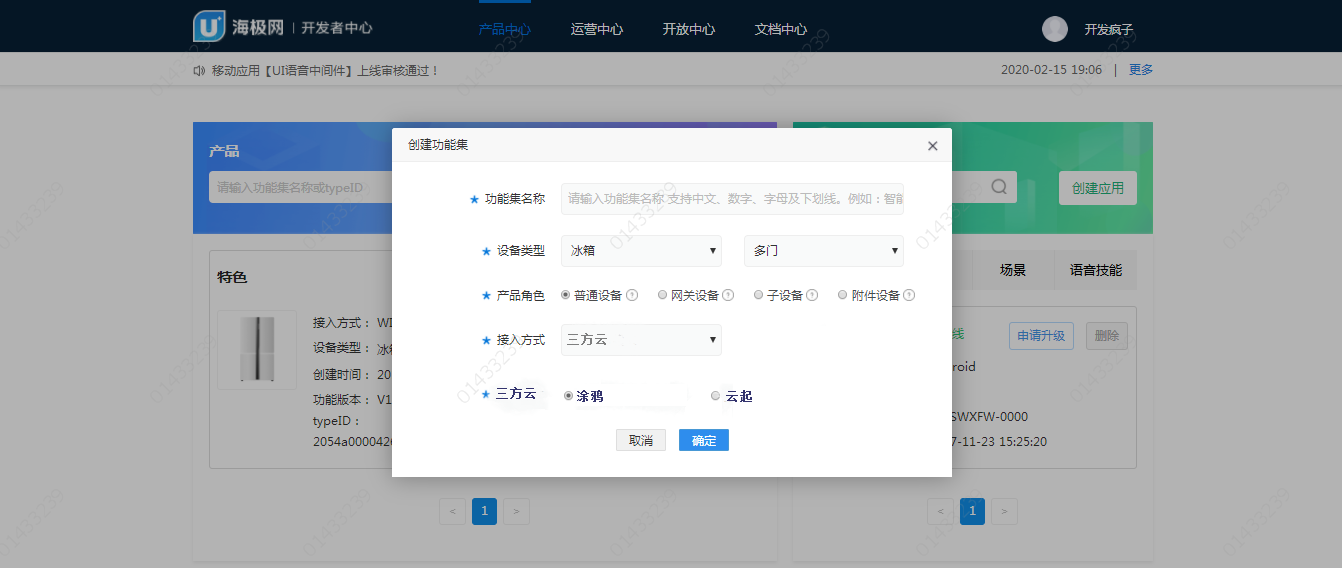 海极网 | 开发者中心 产品中心 运营中心 开放中心 文档中心 开发疯子
移动应用【UI语音中间件】上线审核通过！ 2020-02-15 19:06 | 更多
产品
请输入功能集名称或typeID
创建应用
特色
接入方式：
设备类型：
创建时间： 20
功能版本： V1
typeID：
2054a0000426
创建功能集
★ 功能集名称 请输入功能集名称 支持中文、数字、字母及下划线。例如：智能
★ 设备类型 冰箱 多门
★ 产品角色 普通设备 网关设备 子设备 附件设备
★ 接入方式 三方云
★ 三方云 涂鸦 云起
取消 确定
场景 语音技能
线 申请升级 删除
roid
SWXFW-0000
7-11-23 15:25:20
< 1 >
< 1 >
01433239